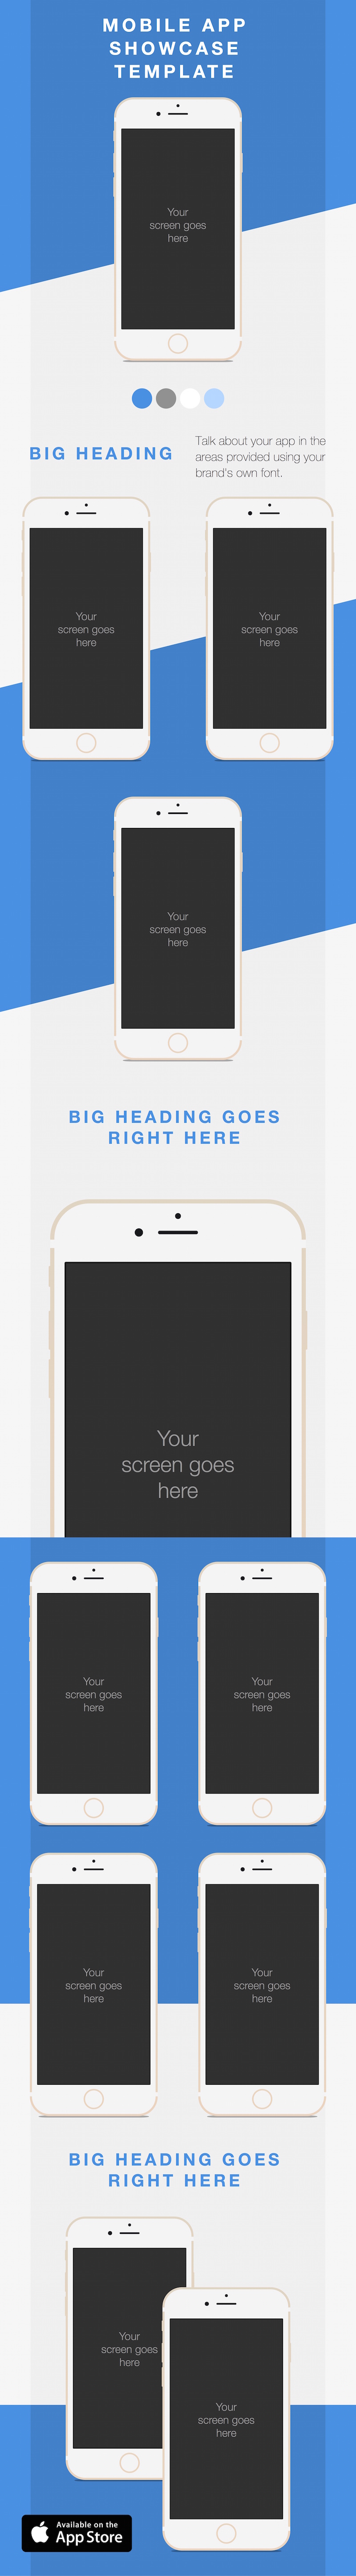 MOBILE APP
SHOWCASE
TEMPLATE
Your
screen goes
here
BIG HEADING
Talk about your app in the
areas provided using your
brand's own font.
Your
screen goes
here
Your
screen goes
here
Your
screen goes
here
BIG HEADING GOES
RIGHT HERE
Your
screen goes
here
Your
screen goes
here
Your
screen goes
here
Your
screen goes
here
Your
screen goes
here
BIG HEADING GOES
RIGHT HERE
Your
screen goes
here
Your
screen goes
here
Available on the
App Store